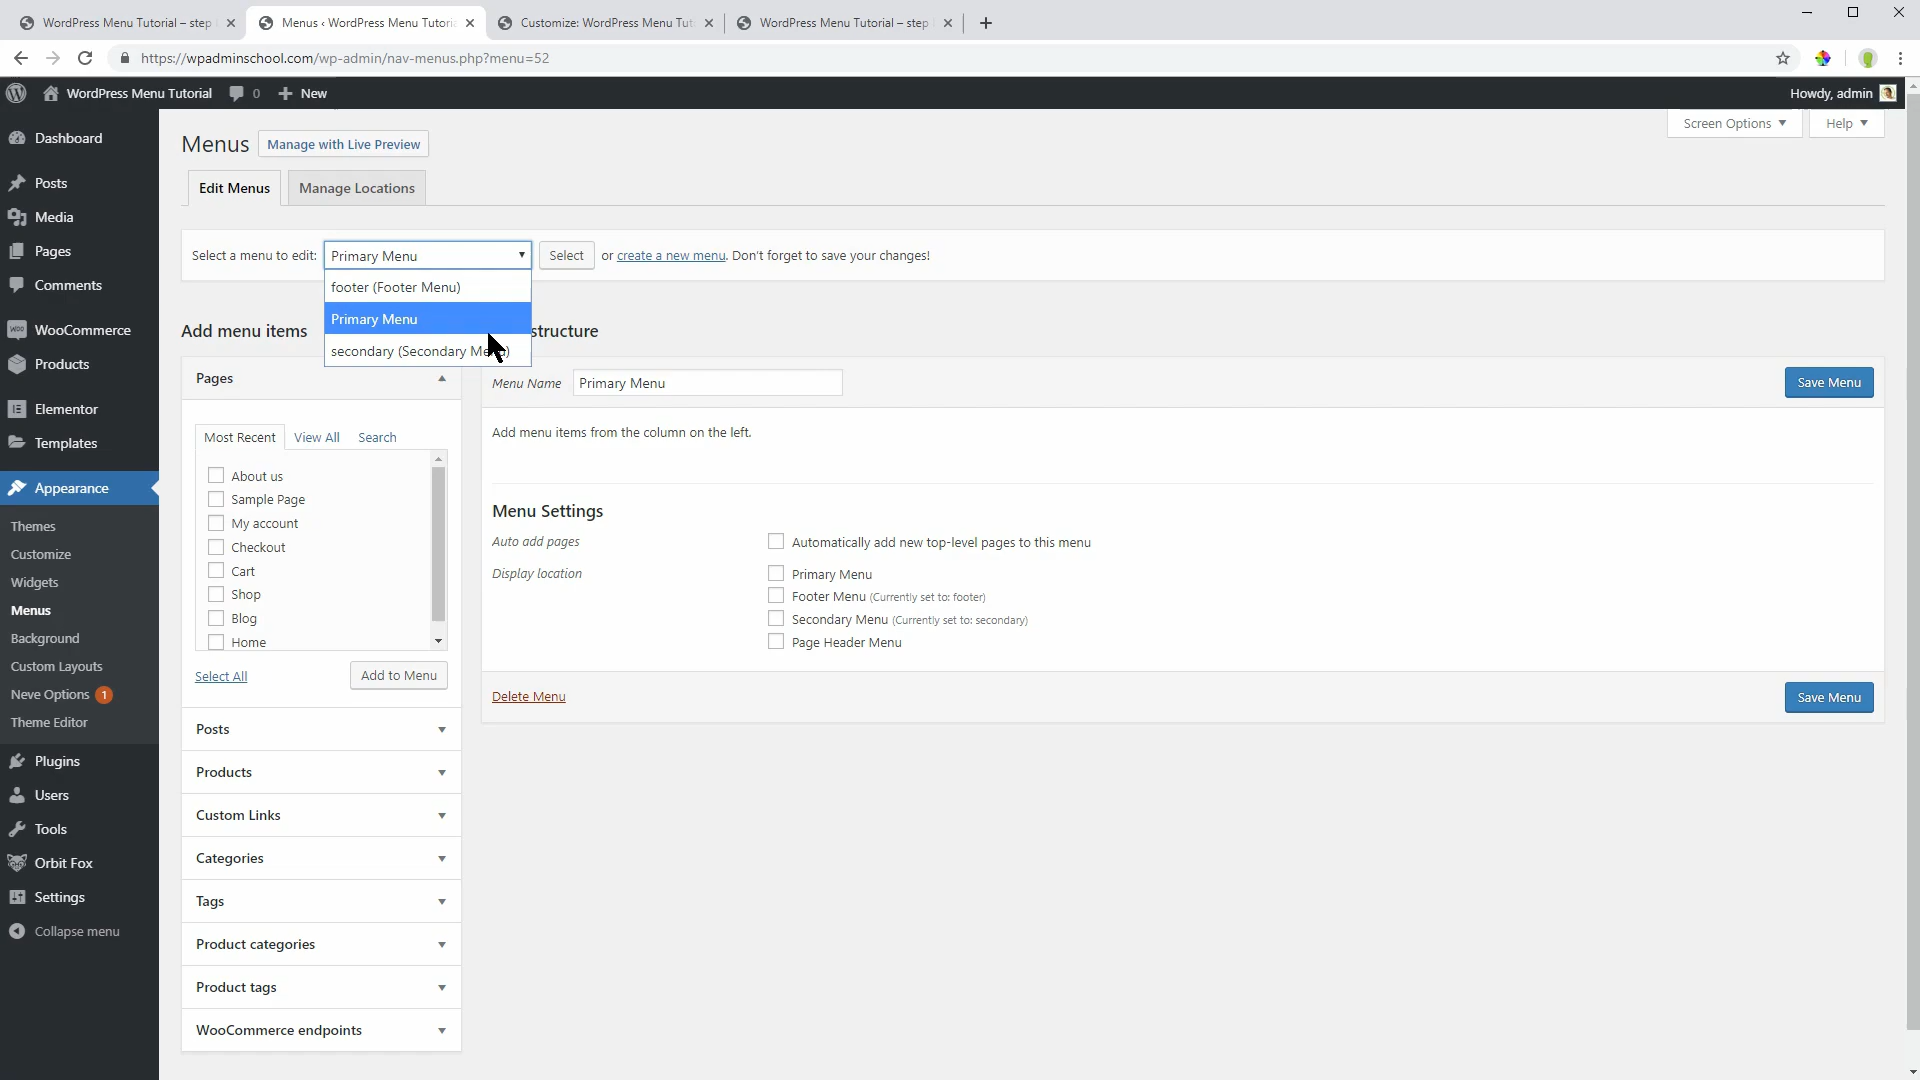 WordPress Menu Tutorial – step
Menus ‹ WordPress Menu Tutoria
Customize: WordPress Menu Tut
WordPress Menu Tutorial – step
https://wpadminschool.com/wp-admin/nav-menus.php?menu=52
WordPress Menu Tutorial
0
New
Howdy, admin
Dashboard
Posts
Media
Pages
Comments
WooCommerce
Products
Elementor
Templates
Appearance
Themes
Customize
Widgets
Menus
Background
Custom Layouts
Neve Options 1
Theme Editor
Plugins
Users
Tools
Orbit Fox
Settings
Collapse menu
Screen Options
Help
Menus
Manage with Live Preview
Edit Menus
Manage Locations
Select a menu to edit:
Primary Menu
Select
or create a new menu. Don't forget to save your changes!
footer (Footer Menu)
Primary Menu
secondary (Secondary Menu)
Add menu items
structure
Pages
Most Recent
View All
Search
About us
Sample Page
My account
Checkout
Cart
Shop
Blog
Home
Select All
Add to Menu
Posts
Products
Custom Links
Categories
Tags
Product categories
Product tags
WooCommerce endpoints
Menu Name
Primary Menu
Save Menu
Add menu items from the column on the left.
Menu Settings
Auto add pages
Automatically add new top-level pages to this menu
Display location
Primary Menu
Footer Menu (Currently set to: footer)
Secondary Menu (Currently set to: secondary)
Page Header Menu
Delete Menu
Save Menu